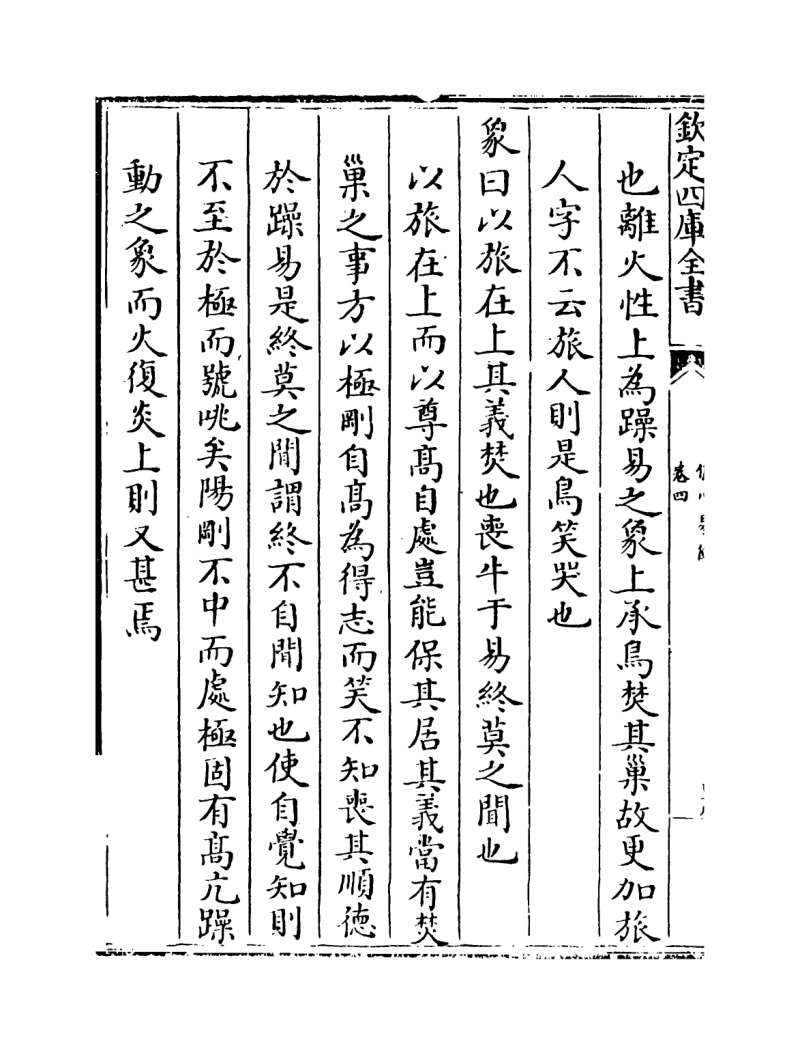 欽定四庫全書
卷四
也離火性上為躁易之象上承鳥焚其巢故更加旅
人字不云旅人則是鳥笑哭也
象曰以旅在上其義焚也喪牛于易終莫之聞也
以旅在上而以尊高自處豈能保其居其義當有焚
巢之事方以極剛自高為得志而笑不知喪其順德
於躁易是終莫之聞謂終不自聞知也使自覺知則
不至於極而號咷矣陽剛不中而處極固有高亢躁
動之象而火復炎上則又甚焉